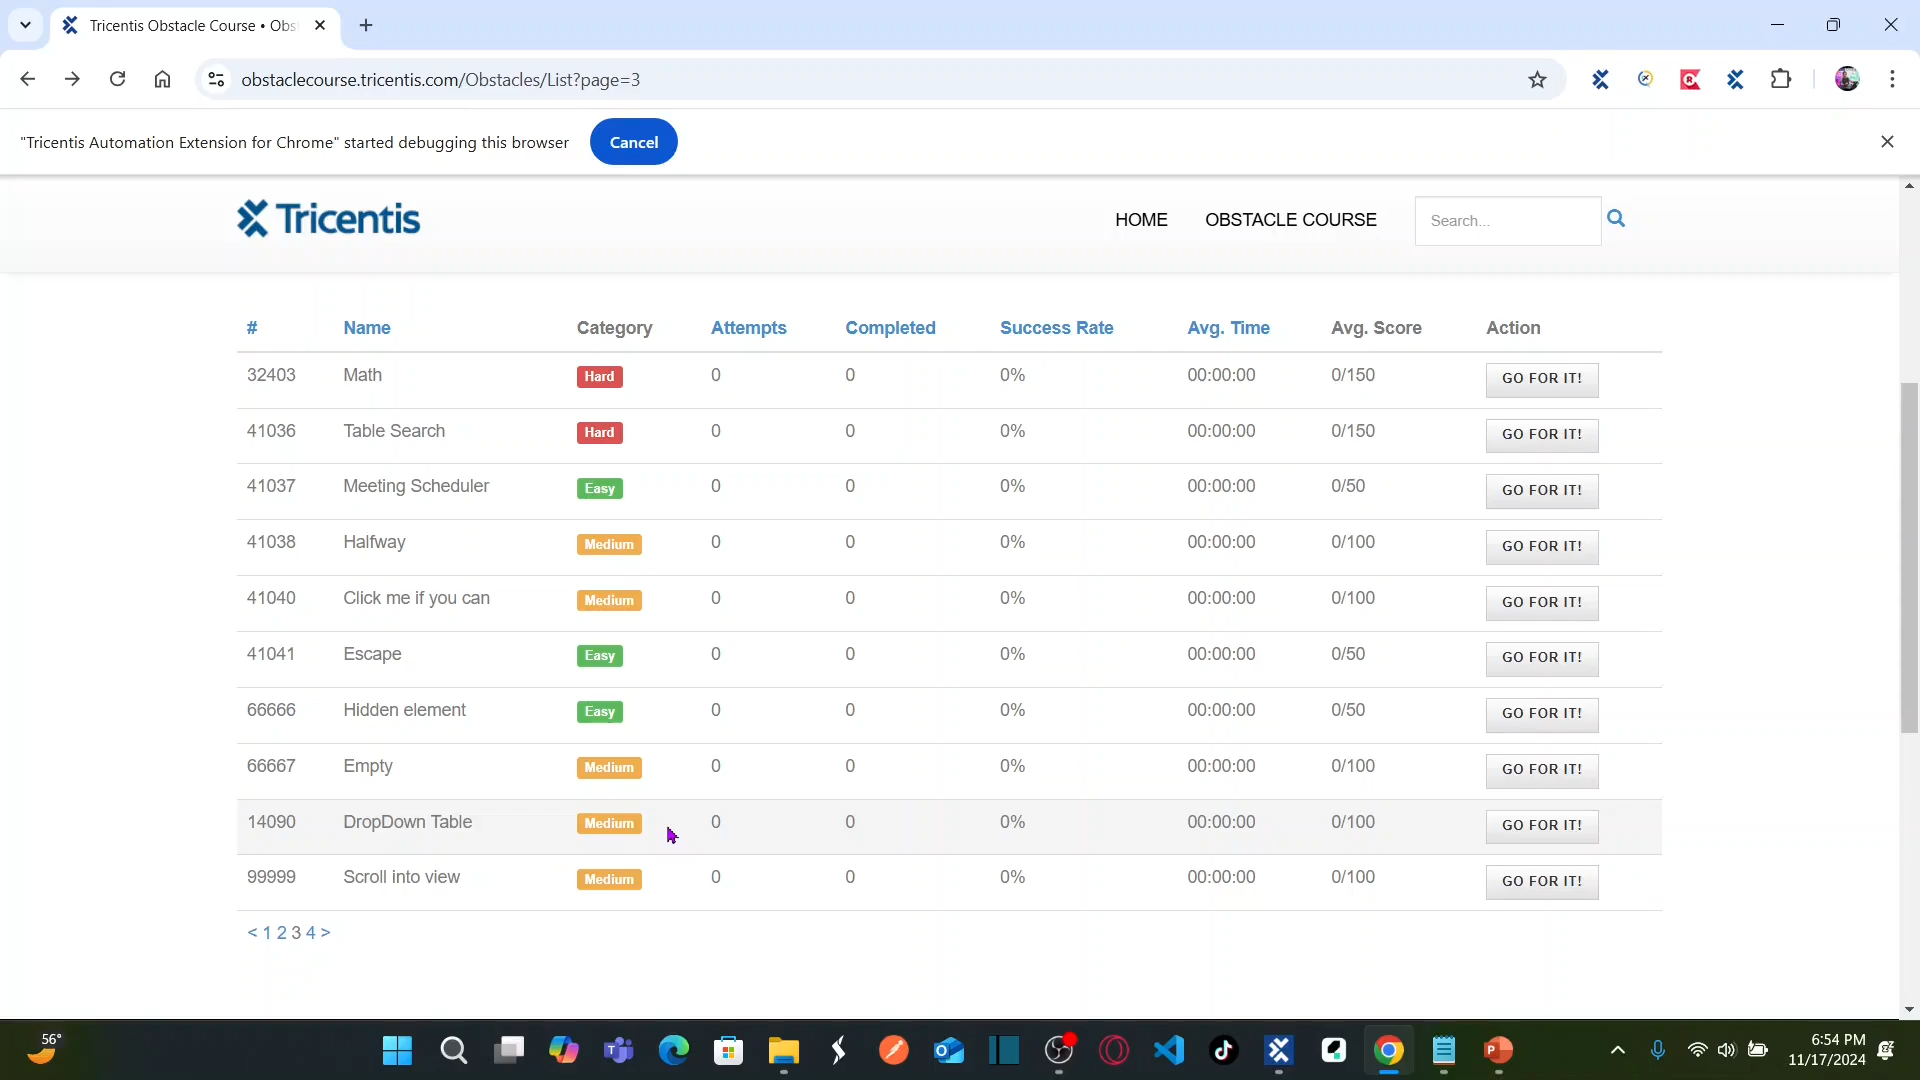 Tricentis Obstacle Course • Obs
obstaclecourse.tricentis.com/Obstacles/List?page=3
"Tricentis Automation Extension for Chrome" started debugging this browser Cancel
Tricentis HOME OBSTACLE COURSE Search...
# Name Category Attempts Completed Success Rate Avg. Time Avg. Score Action
32403 Math Hard 0 0 0% 00:00:00 0/150 GO FOR IT!
41036 Table Search Hard 0 0 0% 00:00:00 0/150 GO FOR IT!
41037 Meeting Scheduler Easy 0 0 0% 00:00:00 0/50 GO FOR IT!
41038 Halfway Medium 0 0 0% 00:00:00 0/100 GO FOR IT!
41040 Click me if you can Medium 0 0 0% 00:00:00 0/100 GO FOR IT!
41041 Escape Easy 0 0 0% 00:00:00 0/50 GO FOR IT!
66666 Hidden element Easy 0 0 0% 00:00:00 0/50 GO FOR IT!
66667 Empty Medium 0 0 0% 00:00:00 0/100 GO FOR IT!
14090 DropDown Table Medium 0 0 0% 00:00:00 0/100 GO FOR IT!
99999 Scroll into view Medium 0 0 0% 00:00:00 0/100 GO FOR IT!
< 1 2 3 4 >
56°
6:54 PM
11/17/2024